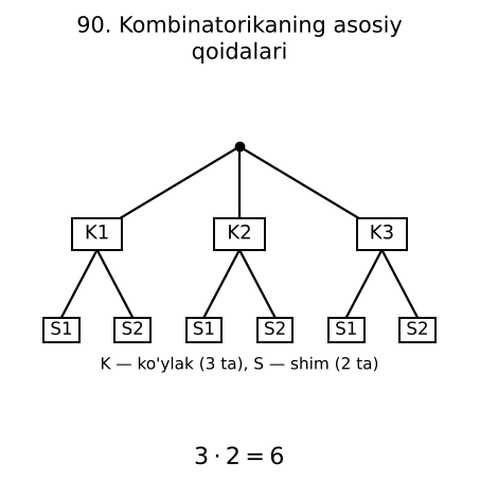 90. Kombinatorikaning asosiy
qoidalari
K1 K2 K3
S1 S2 S1 S2 S1 S2
K — ko'ylak (3 ta), S — shim (2 ta)
3 · 2 = 6